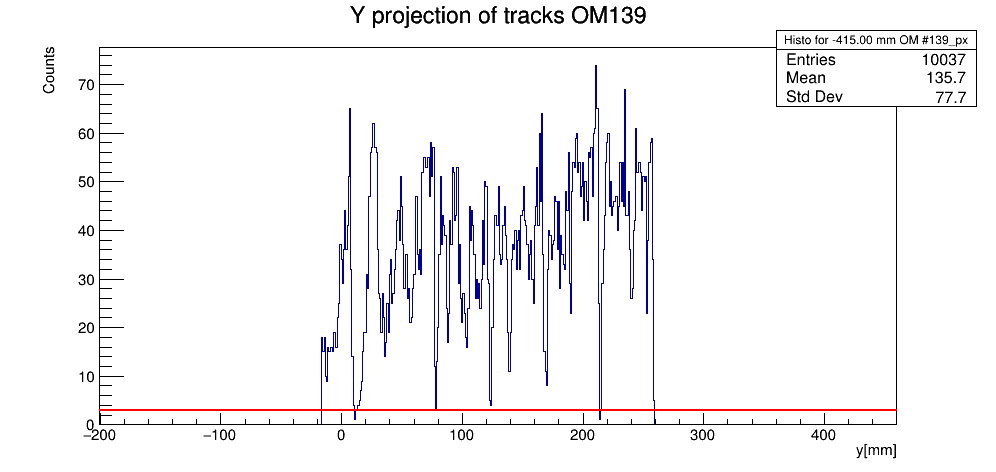 Y projection of tracks OM139
Histo for -415.00 mm OM #139_px
Entries 10037
Mean 135.7
Std Dev 77.7
Counts
70
60
50
40
30
20
10
0
−200 −100 0 100 200 300 400
y[mm]